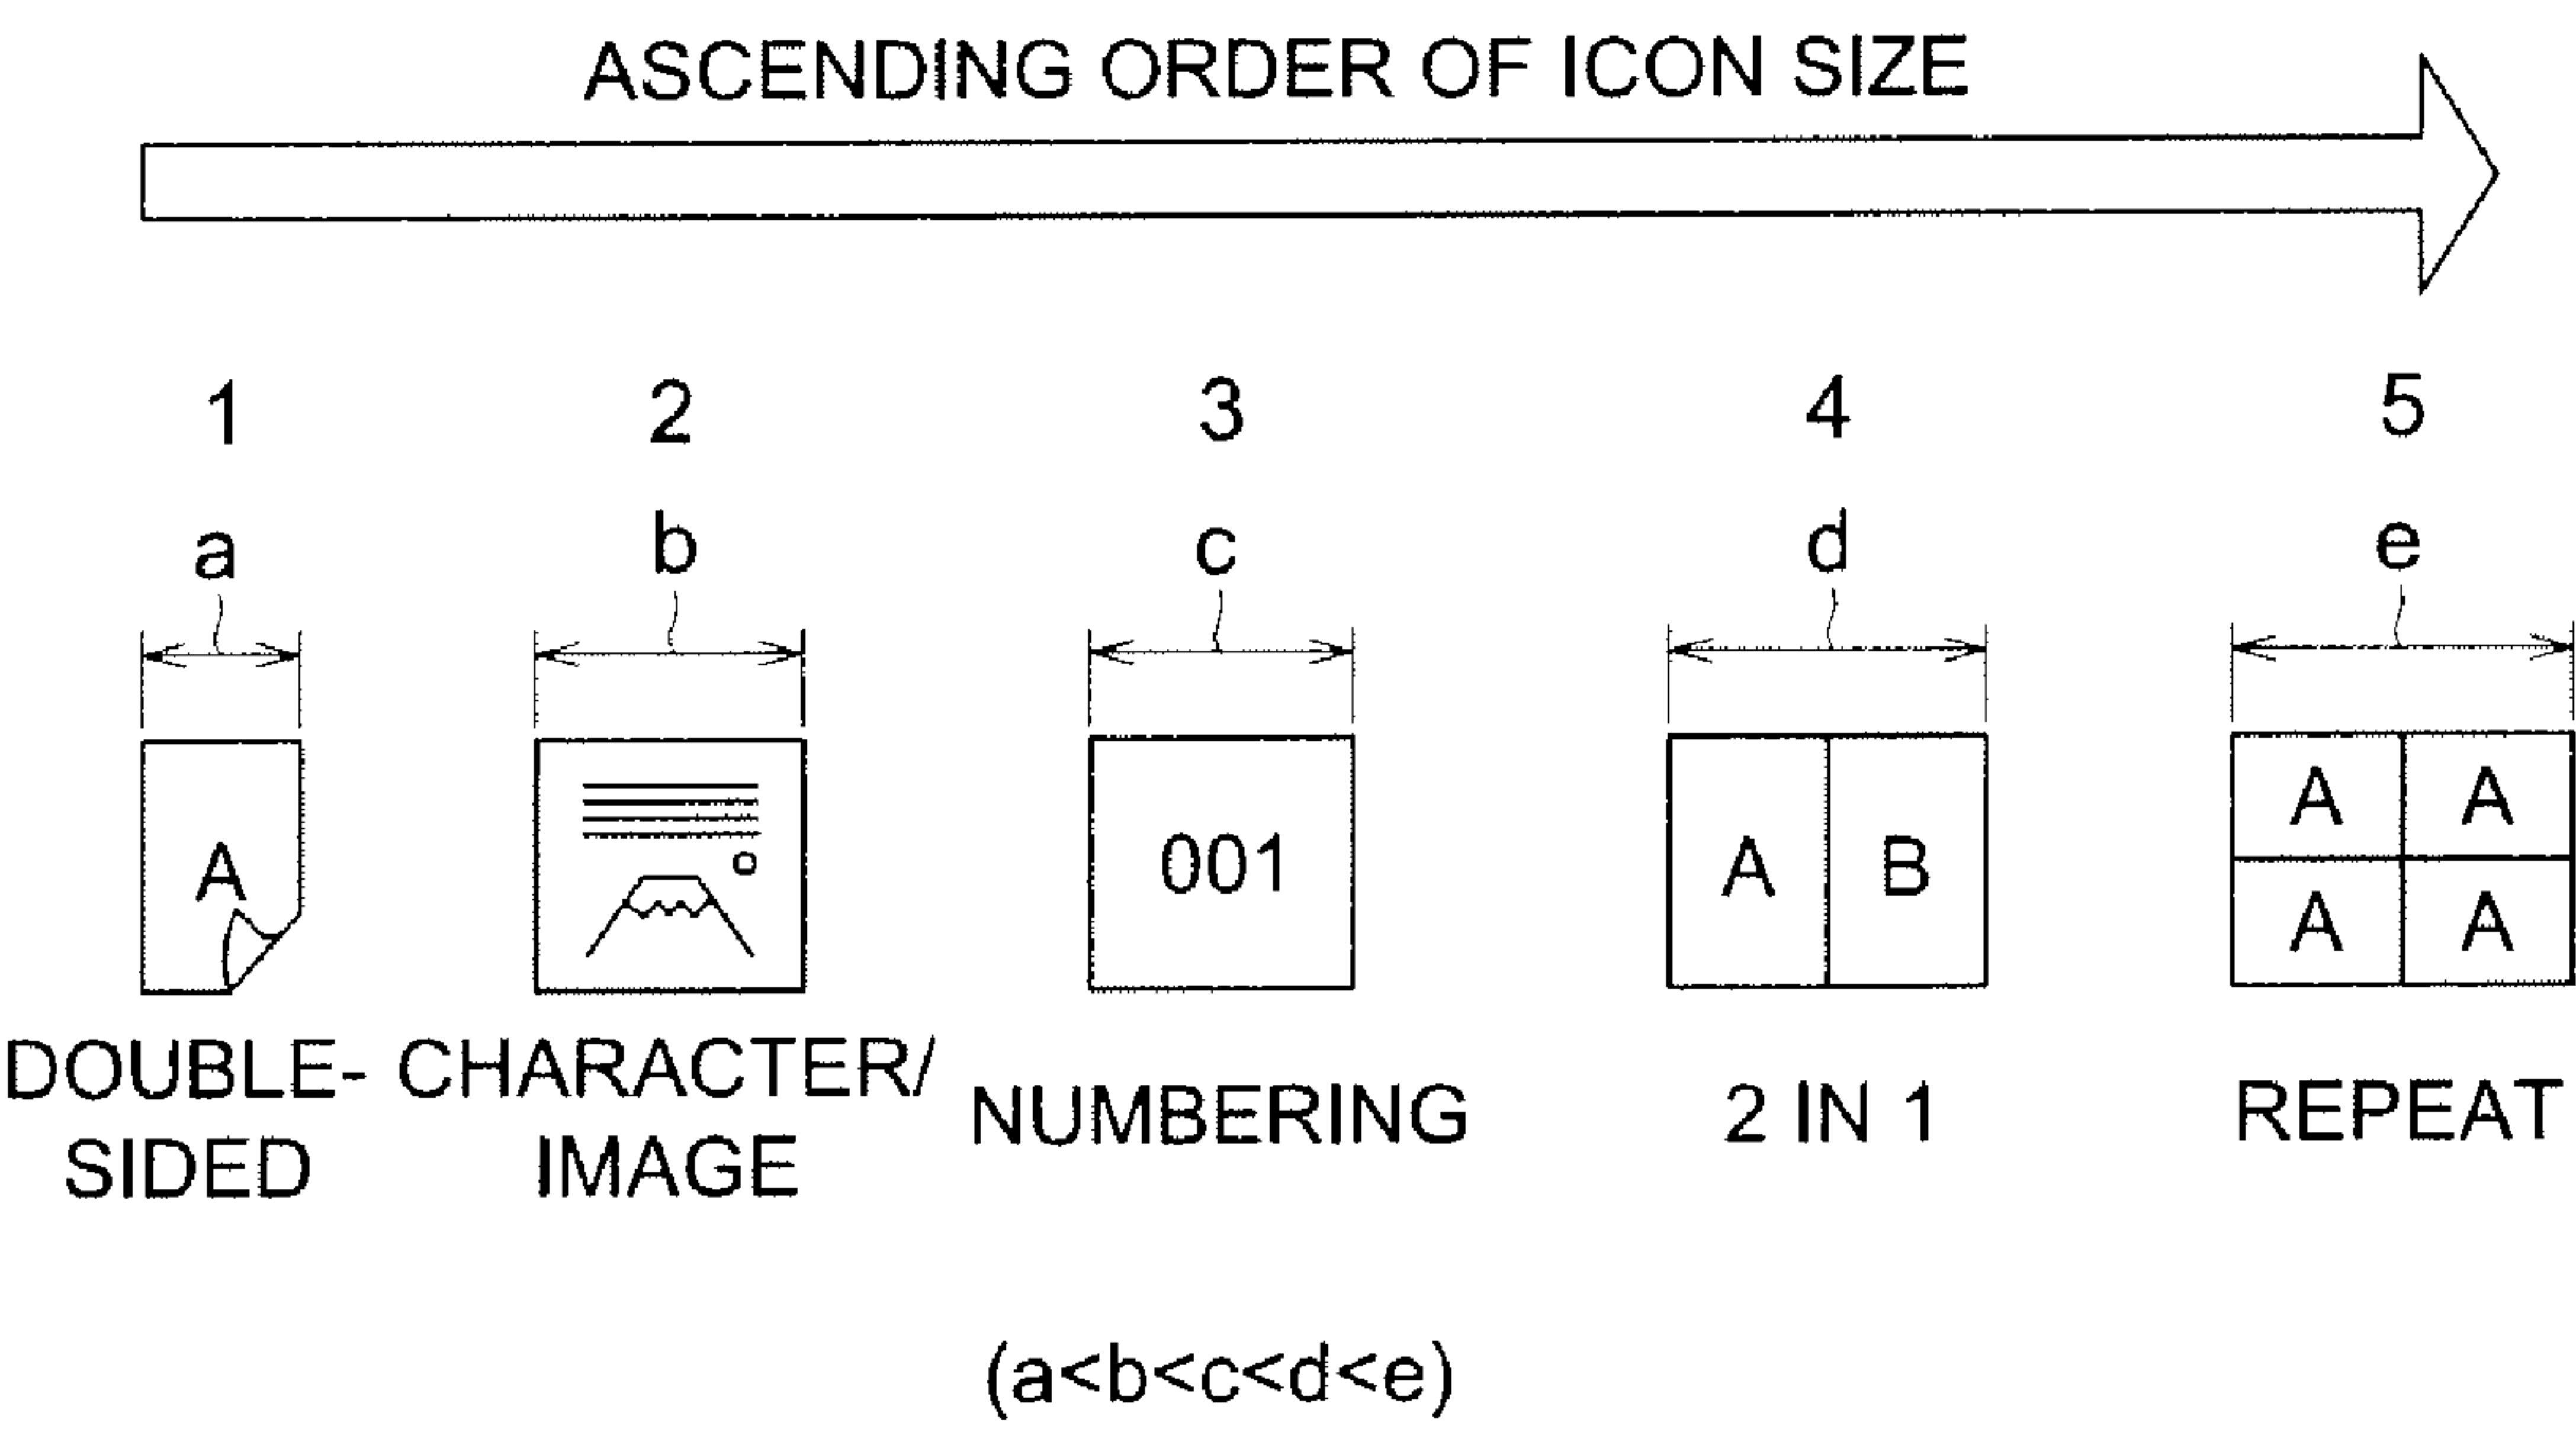 ASCENDING ORDER OF ICON SIZE
1 2 3 4 5
a b c d e
A 001 A B A A
A A
DOUBLE- CHARACTER/ NUMBERING 2 IN 1 REPEAT
SIDED IMAGE
(a<b<c<d<e)